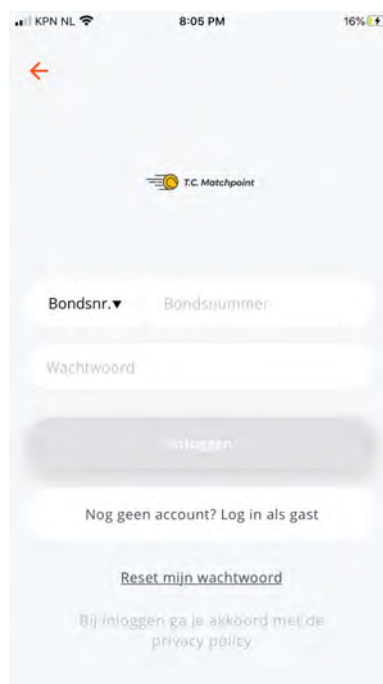 KPN NL 8:05 PM 16%
T.C. Matchpoint
Bondsnr.▼ Bondsnummer
Wachtwoord
Inloggen
Nog geen account? Log in als gast
Reset mijn wachtwoord
Bij inloggen ga je akkoord met de
privacy policy